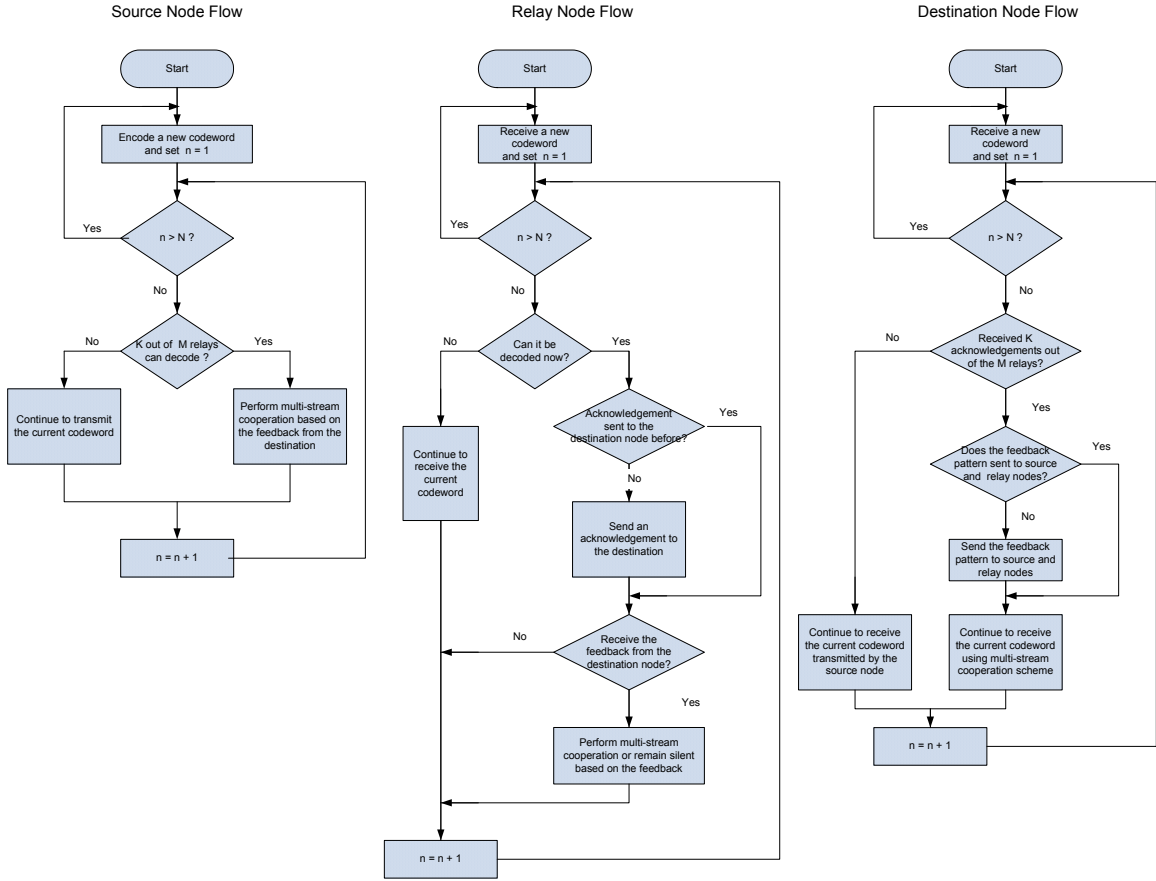 Source Node Flow
Start
Encode a new codeword
and set n = 1
Yes
n > N ?
No
No
K out of M relays
can decode ?
Yes
Continue to transmit
the current codeword
Perform multi-stream
cooperation based on
the feedback from the
destination
n = n + 1
Relay Node Flow
Start
Receive a new
codeword
and set n = 1
Yes
n > N ?
No
No
Can it be
decoded now?
Yes
Acknowledgement
sent to the
destination node before?
Yes
Continue to
receive the
current
codeword
No
Send an
acknowledgement to
the destination
No
Receive the
feedback from the
destination node?
Yes
Perform multi-stream
cooperation or remain silent
based on the feedback
n = n + 1
Destination Node Flow
Start
Receive a new
codeword
and set n = 1
Yes
n > N ?
No
No
Received K
acknowledgements out
of the M relays?
Yes
Does the feedback
pattern sent to source
and relay nodes?
Yes
No
Send the feedback
pattern to source and
relay nodes
Continue to receive
the current codeword
transmitted by the
source node
Continue to receive
the current codeword
using multi-stream
cooperation scheme
n = n + 1